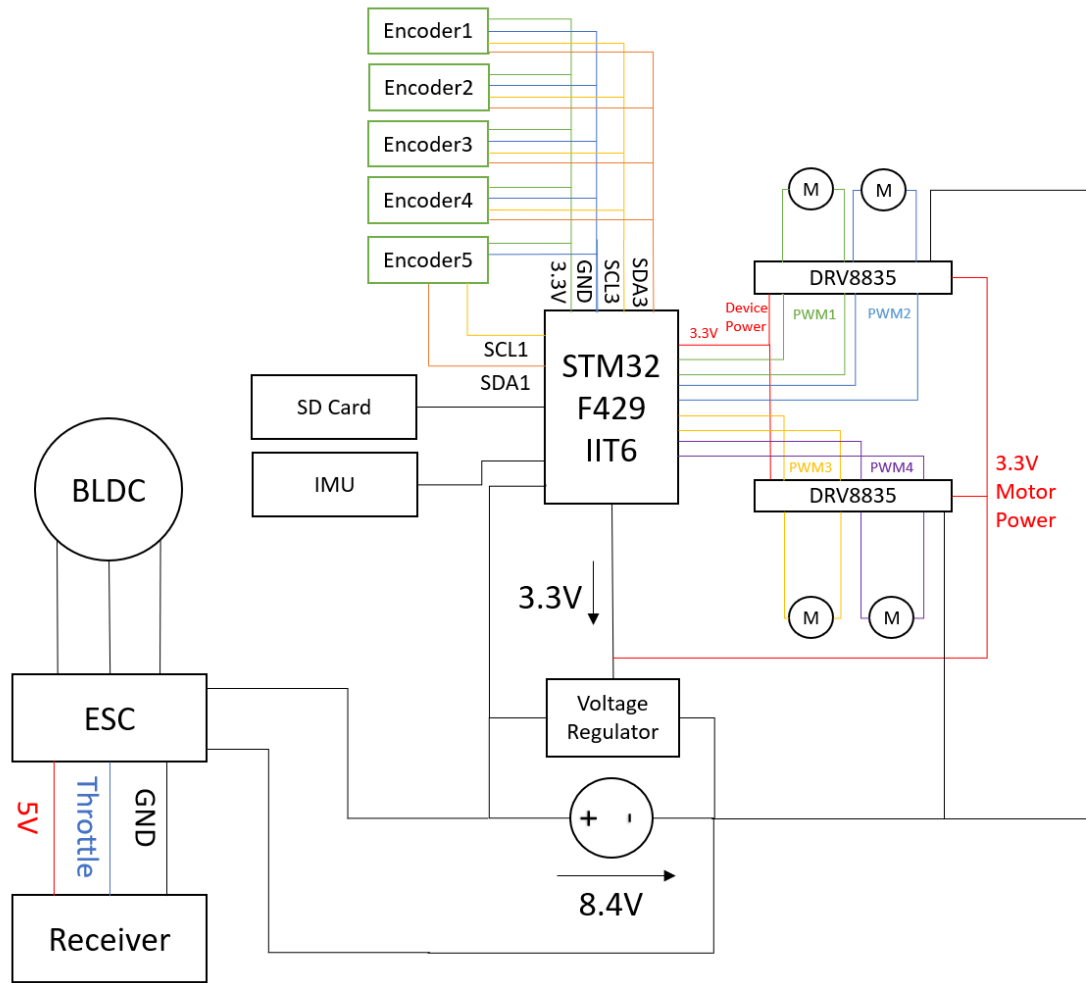 Encoder1
Encoder2
Encoder3
Encoder4
Encoder5
3.3V
GND
SCL3
SDA3
SCL1
SDA1
STM32
F429
IIT6
SD Card
IMU
M
M
DRV8835
Device
Power
3.3V
PWM1
PWM2
PWM3
PWM4
DRV8835
M
M
3.3V
Motor
Power
BLDC
3.3V
ESC
Voltage
Regulator
5V
Throttle
GND
+ -
8.4V
Receiver